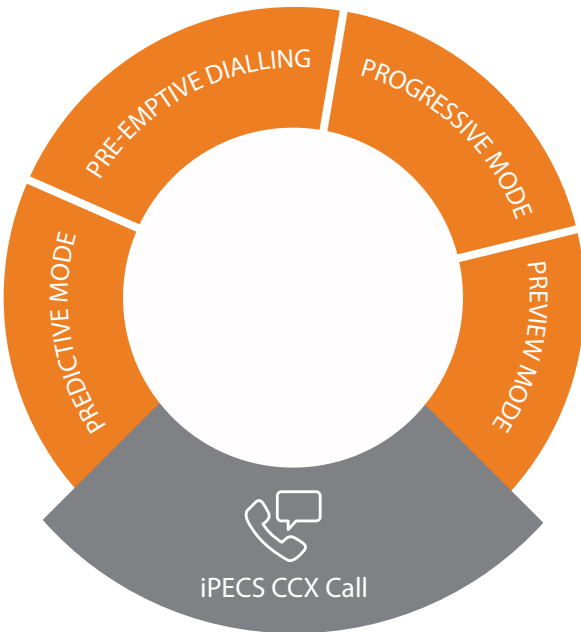 PREDICTIVE MODE
PRE-EMPTIVE DIALLING
PROGRESSIVE MODE
PREVIEW MODE
iPECS CCX Call